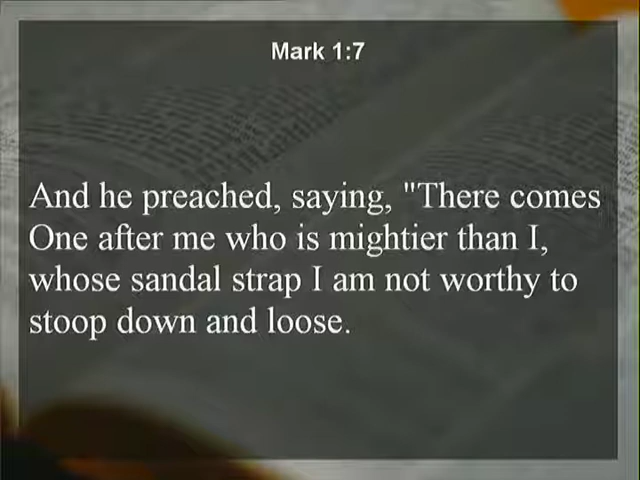 Mark 1:7
And he preached, saying, "There comes
One after me who is mightier than I,
whose sandal strap I am not worthy to
stoop down and loose.